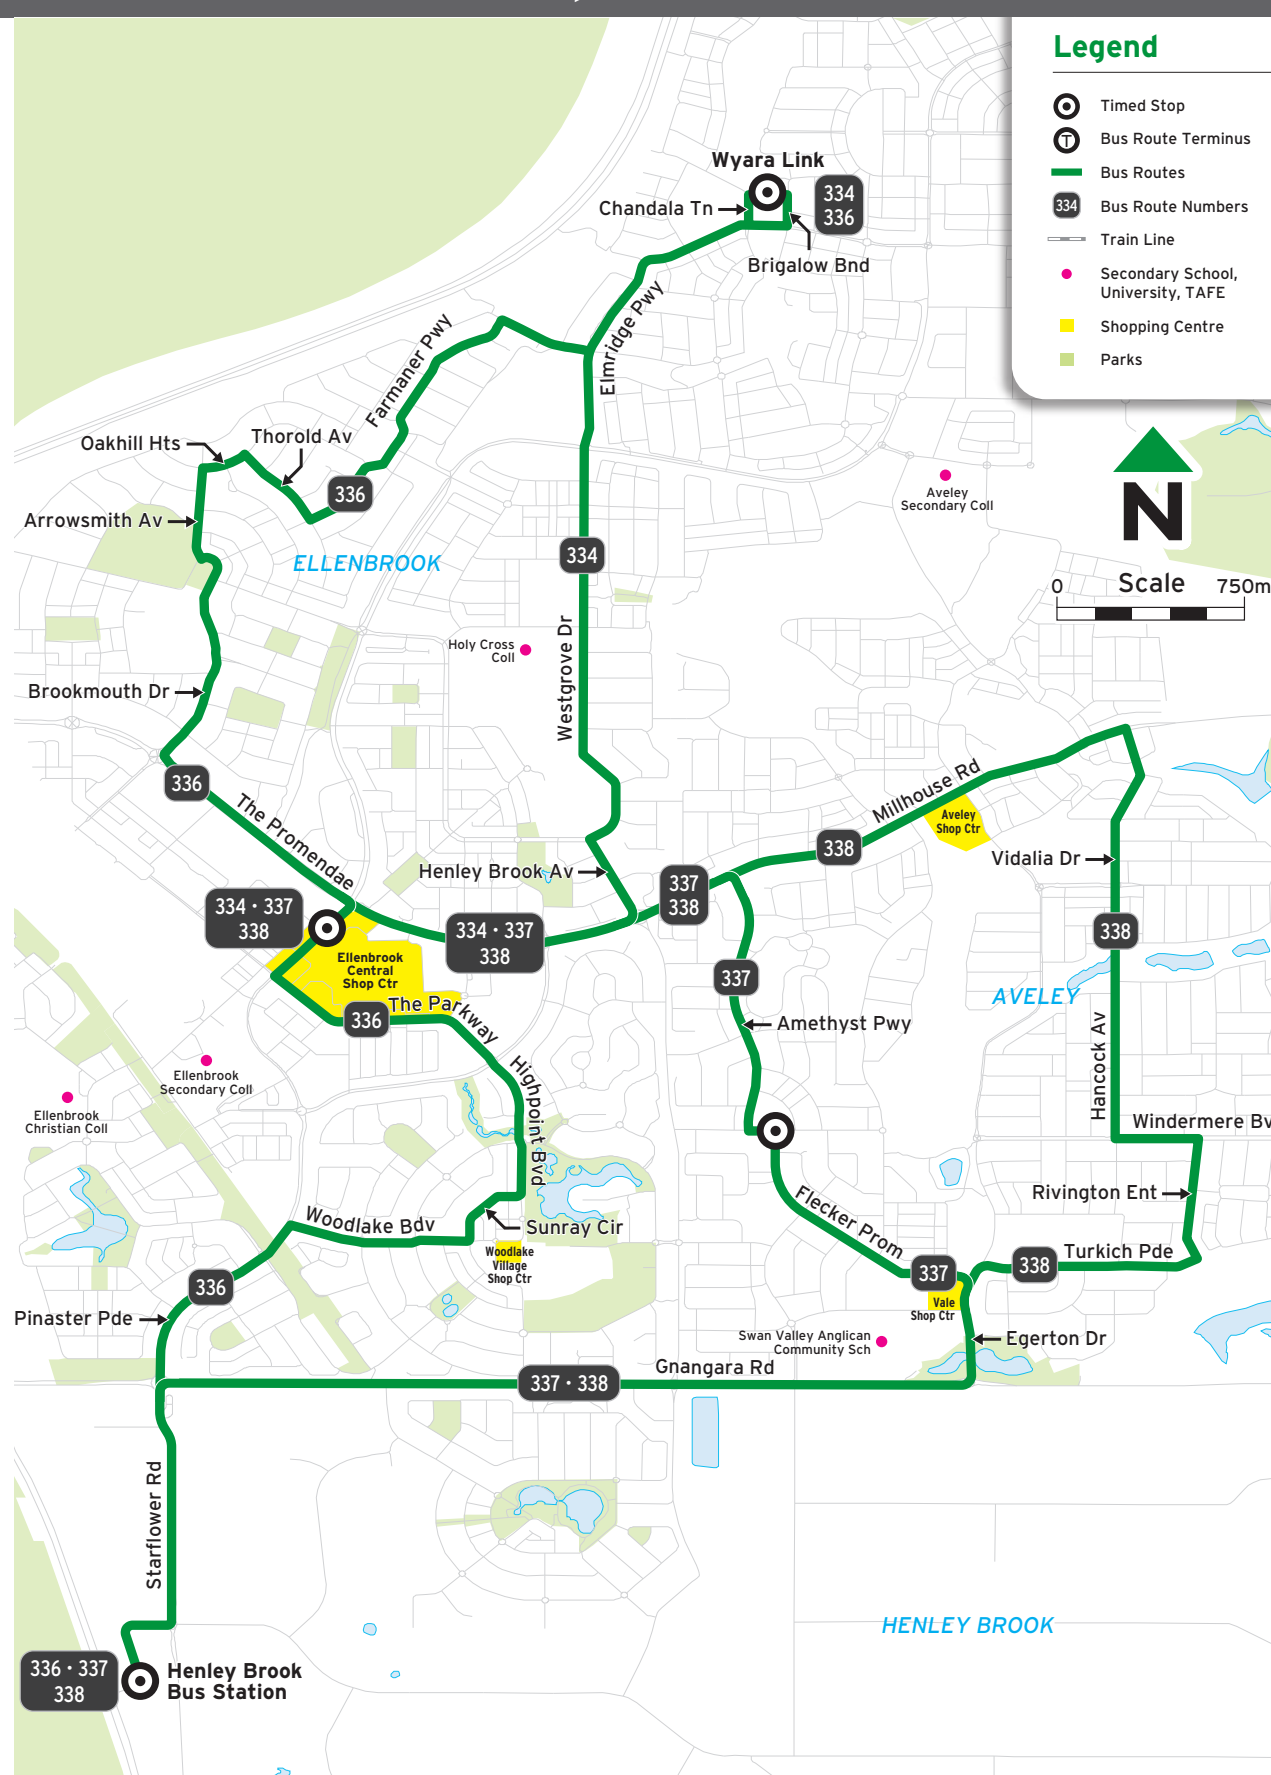 Legend
Timed Stop
T
Bus Route Terminus
Bus Routes
334
Bus Route Numbers
Train Line
Secondary School,
University, TAFE
Shopping Centre
Parks
N
0 Scale 750m
Wyara Link
334
336
Chandala Tn
Brigalow Bnd
Elmridge Pwy
Farmaner Pwy
Oakhill Hts
Thorold Av
336
Arrowsmith Av
ELLENBROOK
334
Aveley
Secondary Coll
Holy Cross
Coll
Westgrove Dr
Brookmouth Dr
336
The Promendae
Millhouse Rd
Aveley
Shop Ctr
338
Vidalia Dr
Henley Brook Av
337
338
334 • 337
338
334 • 337
338
338
Ellenbrook
Central
Shop Ctr
337
AVELEY
The Parkway
336
Amethyst Pwy
Highpoint Bvd
Hancock Av
Ellenbrook
Secondary Coll
Ellenbrook
Christian Coll
Windermere Bv
Rivington Ent
Flecker Prom
Woodlake Bdv
Sunray Cir
Woodlake
Village
Shop Ctr
Turkich Pde
338
337
336
Vale
Shop Ctr
Pinaster Pde
Swan Valley Anglican
Community Sch
Egerton Dr
Gnangara Rd
337 • 338
Starflower Rd
HENLEY BROOK
336 • 337
338
Henley Brook
Bus Station